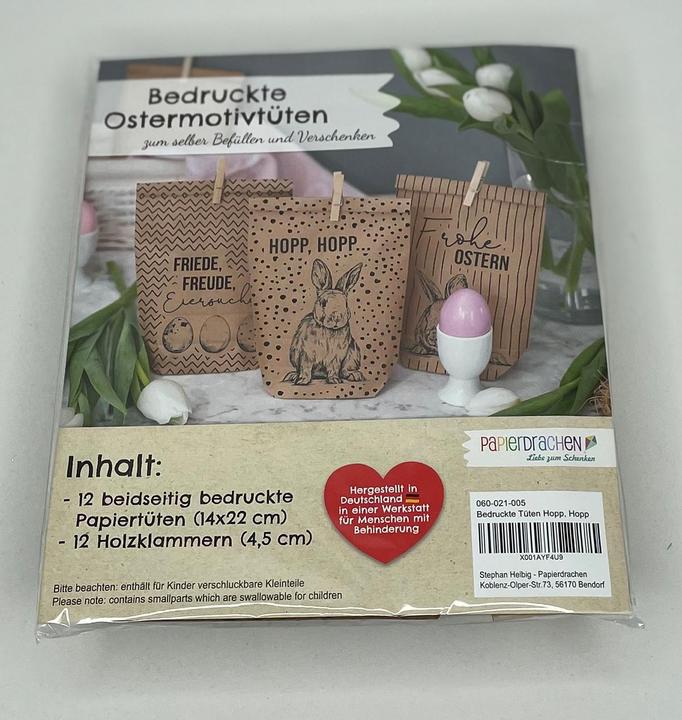 Bedruckte
Ostermotivtüten
zum selber Befüllen und Verschenken
FRIEDE,
FREUDE,
HOPP, HOPP
Frohe
OSTERN
PAPIERDRACHEN
Liebe zum Schenken
Inhalt:
- 12 beidseitig bedruckte
Papiertüten (14x22 cm)
- 12 Holzklammern (4,5 cm)
Hergestellt in
Deutschland
in einer Werkstatt
für Menschen mit
Behinderung
060-021-005
Bedruckte Tüten Hopp, Hopp
X001AYF4U9
Stephan Helbig - Papierdrachen
Koblenz-Olper-Str.73, 56170 Bendorf
Bitte beachten: enthält für Kinder verschluckbare Kleinteile
Please note: contains smallparts which are swallowable for children